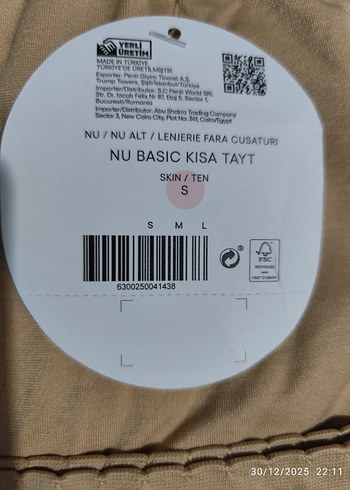 YERLİ
ÜRETİM
MADE IN TÜRKİYE
TÜRKİYE'DE ÜRETİLMİŞTİR
Exporter: Penti Giyim Ticaret A.Ş.
Trump Towers, Şişli/İstanbul/Türkiye
Importer/Distributor: S.C Penti World SRL
Str. Dr. Iacob Felix Nr 87, Etaj 5, Sector 1,
Bucuresti/Romania
Importer/Distributor: Abu Shakra Trading Company
Sector 3, New Cairo City, Plot No: 341, Cairo/Egypt
NU / NU ALT / LENJERIE FARA CUSATURI
NU BASIC KISA TAYT
SKIN / TEN
S
S M L
6300250041438
FSC
30/12/2025 22:11